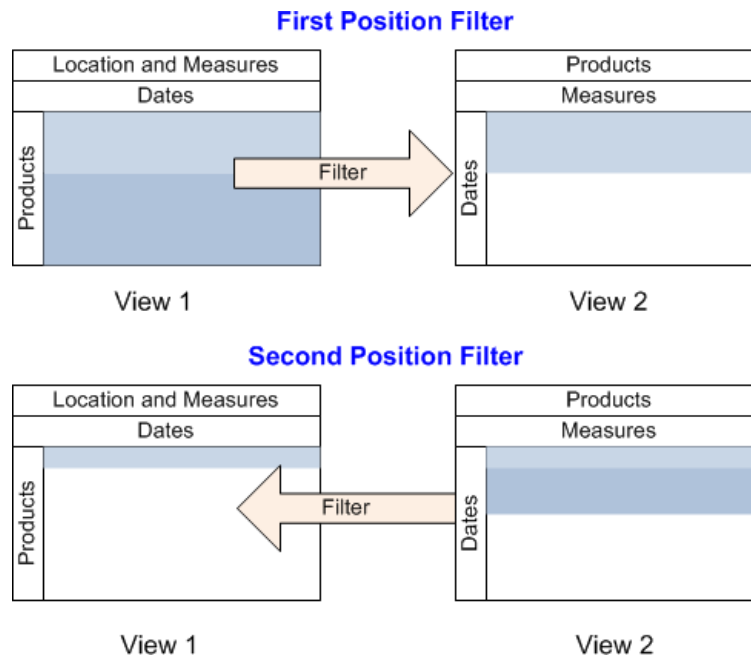 First Position Filter
Location and Measures
Dates
Products
Filter
Products
Measures
Dates
View 1
View 2
Second Position Filter
Location and Measures
Dates
Products
Filter
Products
Measures
Dates
View 1
View 2